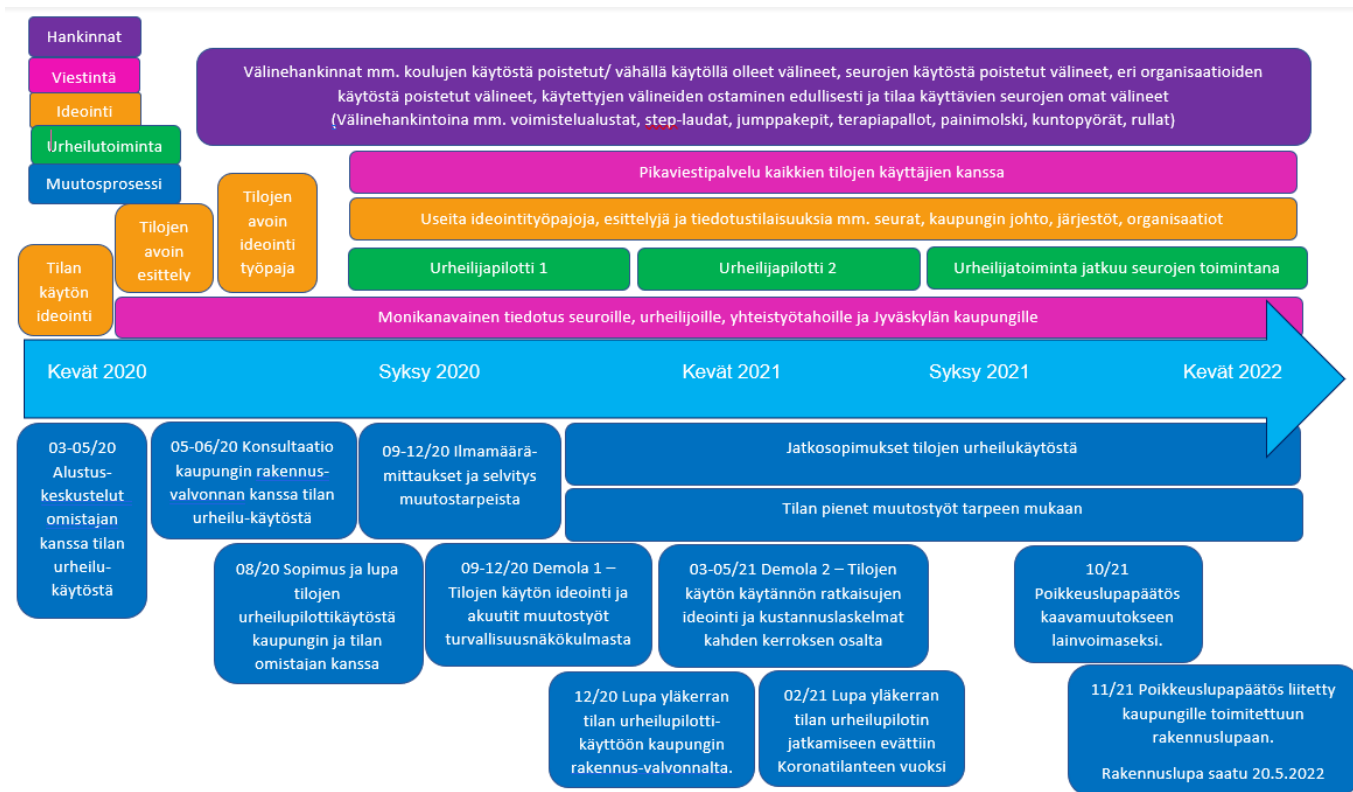 Hankinnat
Viestintä
Ideointi
Urheilutoiminta
Muutosprosessi
Välinehankinnat mm. koulujen käytöstä poistetut/ vähällä käytöllä olleet välineet, seurojen käytöstä poistetut välineet, eri organisaatioiden
käytöstä poistetut välineet, käytettyjen välineiden ostaminen edullisesti ja tilaa käyttävien seurojen omat välineet
(Välinehankintoina mm. voimistelualustat, step-laudat, jumppakepit, terapiapallot, painimolski, kuntopyörät, rullat)
Pikaviestipalvelu kaikkien tilojen käyttäjien kanssa
Useita ideointityöpajoja, esittelyjä ja tiedotustilaisuuksia mm. seurat, kaupungin johto, järjestöt, organisaatiot
Tilan
käytön
ideointi
Tilojen
avoin
esittely
Tilojen
avoin
ideointi
työpaja
Urheilijapilotti 1
Urheilijapilotti 2
Urheilijatoiminta jatkuu seurojen toimintana
Monikanavainen tiedotus seuroille, urheilijoille, yhteistyötahoille ja Jyväskylän kaupungille
Kevät 2020
Syksy 2020
Kevät 2021
Syksy 2021
Kevät 2022
03-05/20
Alustus-
keskustelut
omistajan
kanssa tilan
urheilu-
käytöstä
05-06/20 Konsultaatio
kaupungin rakennus-
valvonnan kanssa tilan
urheilu-käytöstä
09-12/20 Ilmamäärä-
mittaukset ja selvitys
muutostarpeista
Jatkosopimukset tilojen urheilukäytöstä
Tilan pienet muutostyöt tarpeen mukaan
08/20 Sopimus ja lupa
tilojen
urheilupilottikäytöstä
kaupungin ja tilan
omistajan kanssa
09-12/20 Demola 1 –
Tilojen käytön ideointi ja
akuutit muutostyöt
turvallisuusnäkökulmasta
03-05/21 Demola 2 – Tilojen
käytön käytännön ratkaisujen
ideointi ja kustannuslaskelmat
kahden kerroksen osalta
10/21
Poikkeuslupapäätös
kaavamutokseen
lainvoimaseksi.
12/20 Lupa yläkerran
tilan urheilupilotti-
käyttöön kaupungin
rakennus-valvonnalta.
02/21 Lupa yläkerran
tilan urheilupilotin
jatkamiseen evättiin
Koronatilanteen vuoksi
11/21 Poikkeuslupapäätös liitetty
kaupungille toimitettuun
rakennuslupaan.
Rakennuslupa saatu 20.5.2022